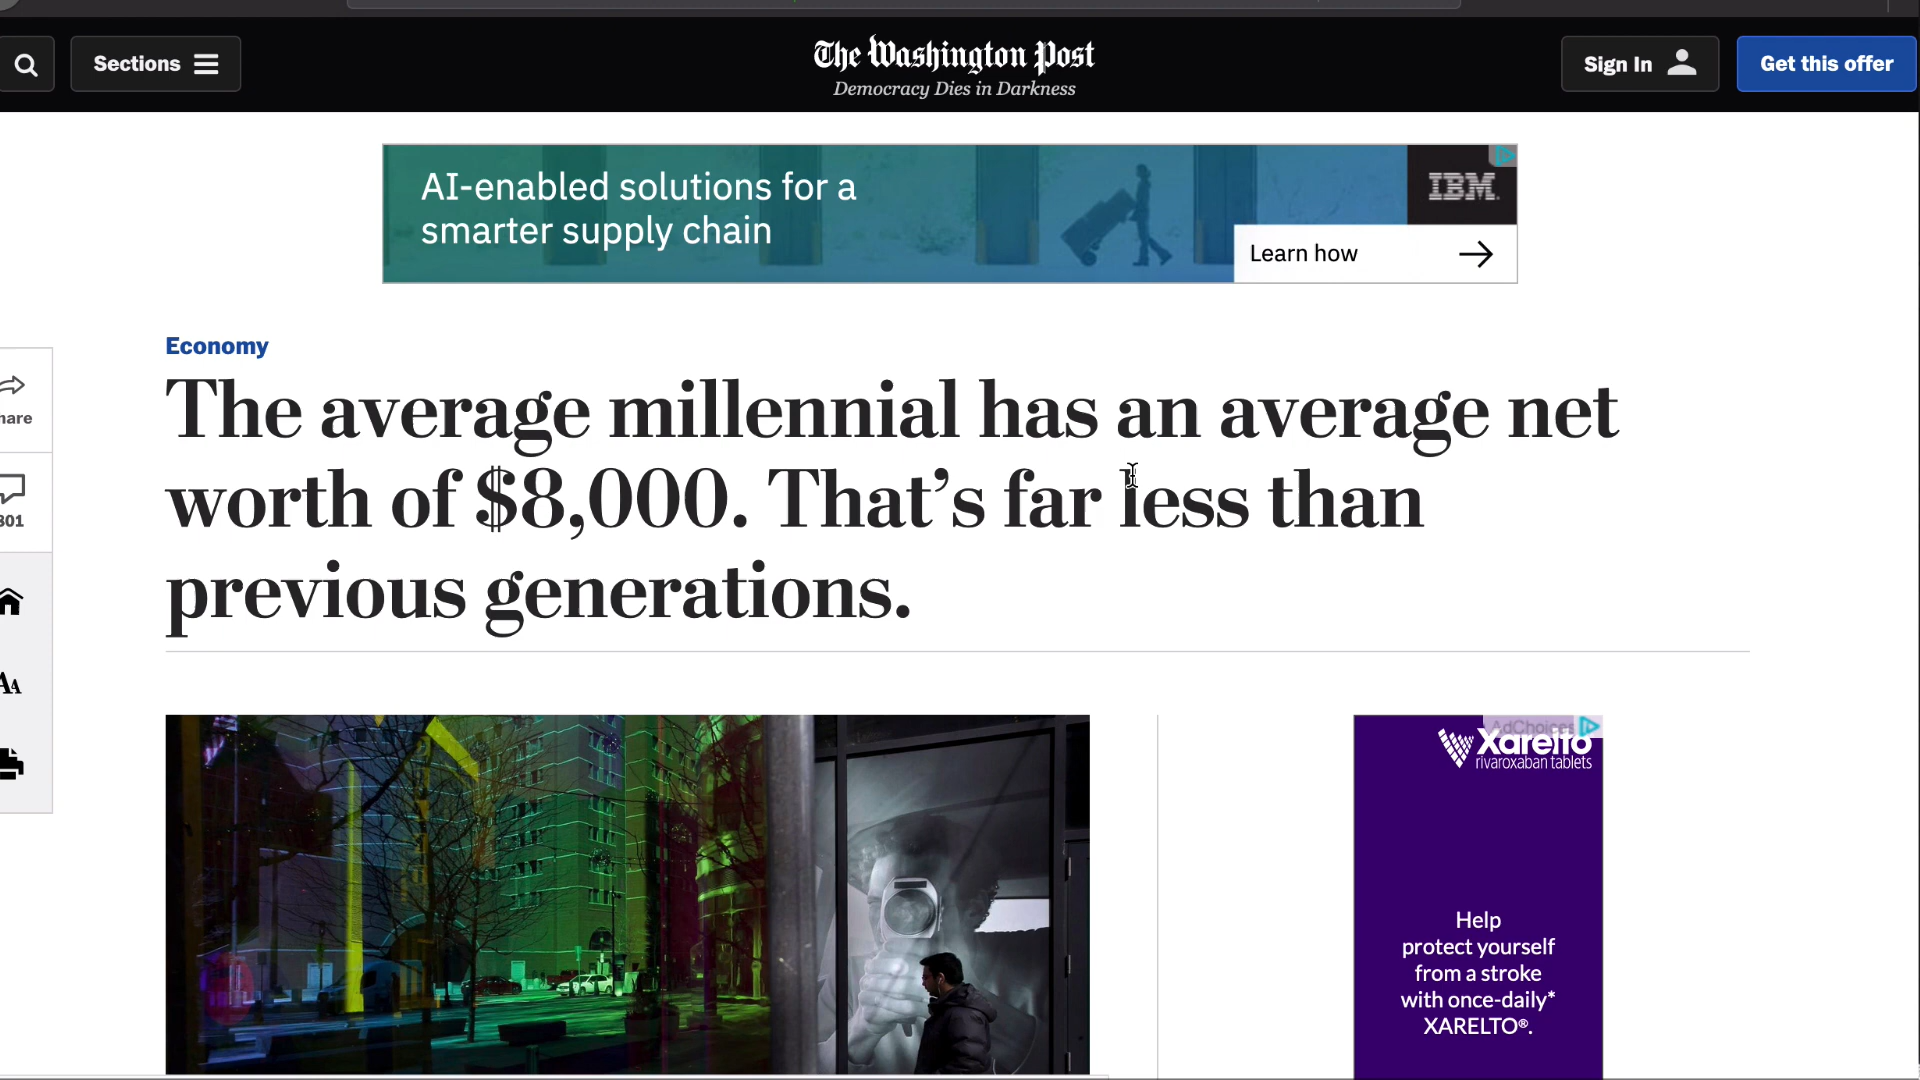 Sections
The Washington Post
Democracy Dies in Darkness
Sign In
Get this offer
AI-enabled solutions for a
smarter supply chain
IBM
Learn how
Economy
The average millennial has an average net
worth of $8,000. That’s far less than
previous generations.
hare
301
AA
AdChoices
Xarelto
rivaroxaban tablets
Help
protect yourself
from a stroke
with once-daily*
XARELTO®.